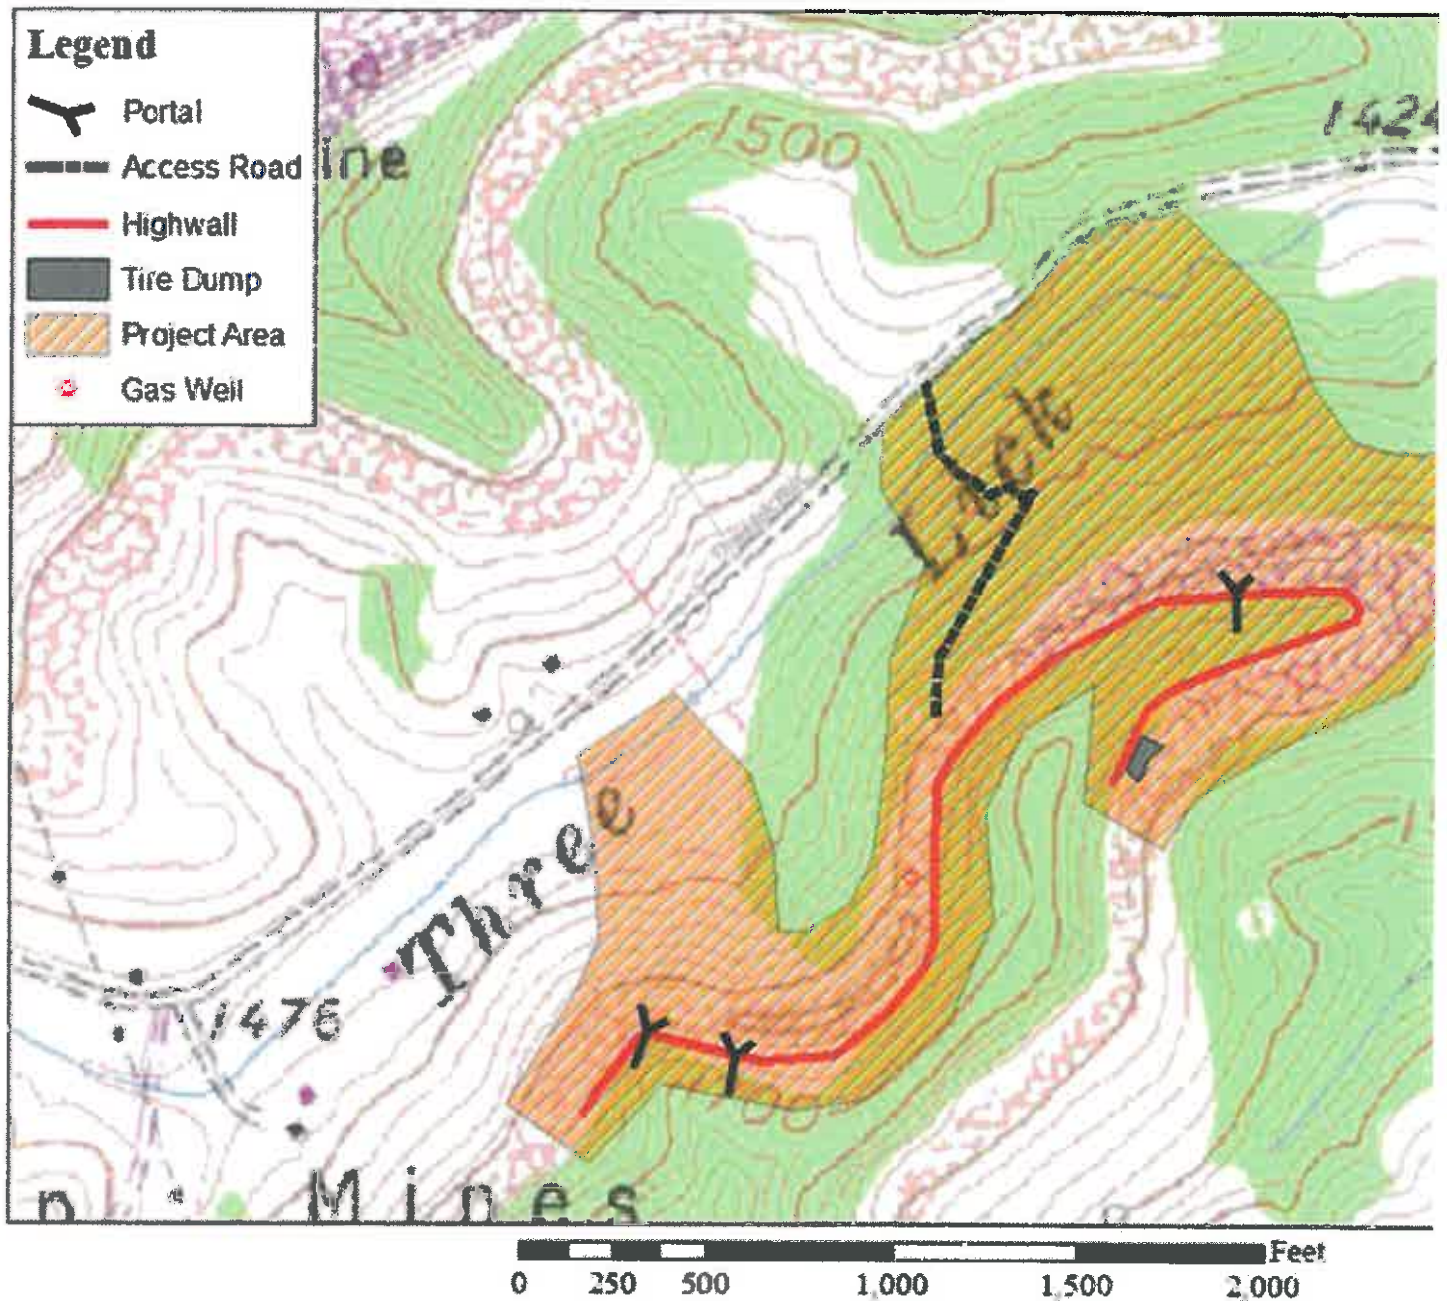 Legend
Portal
Access Road
Highwall
Tire Dump
Project Area
Gas Well
ine
1500
1424
Lick
Three
1476
Mines
Feet
0 250 500 1,000 1,500 2,000